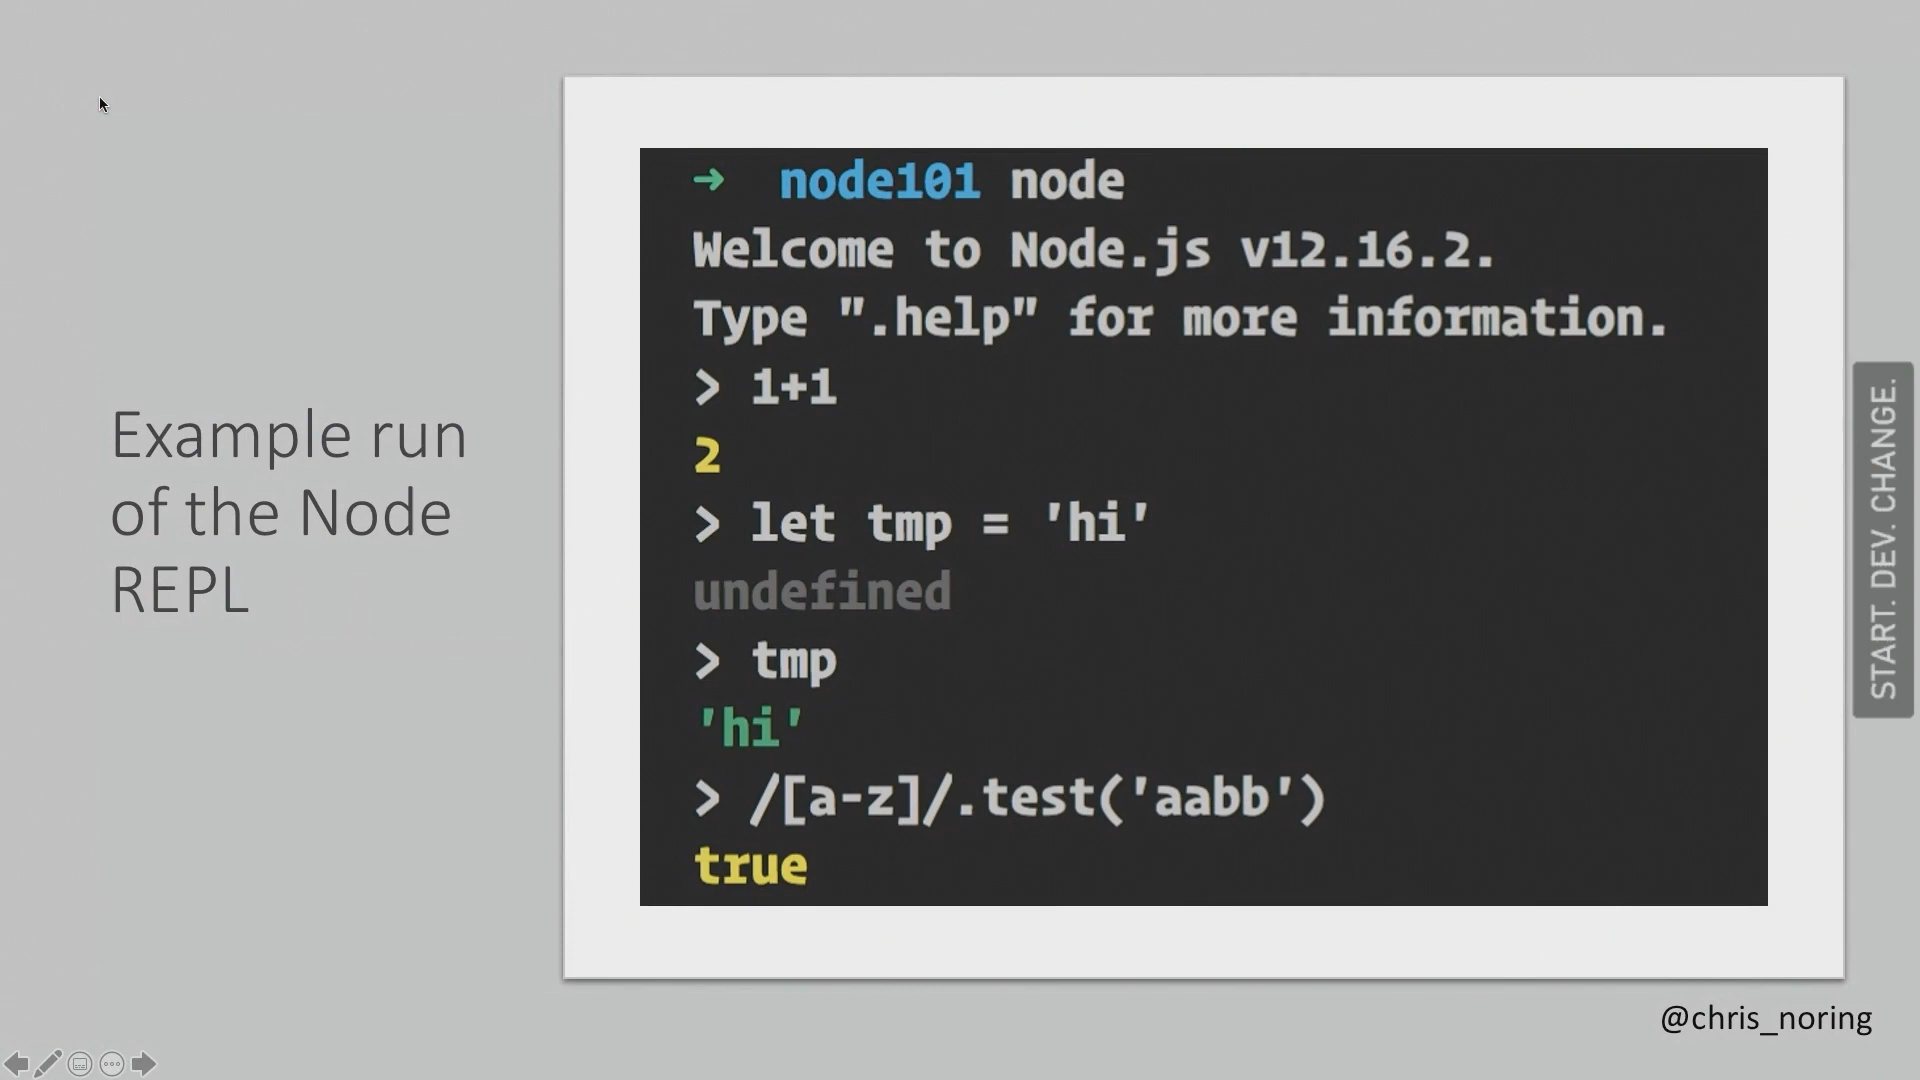 Example run
of the Node
REPL
→ node101 node
Welcome to Node.js v12.16.2.
Type ".help" for more information.
> 1+1
2
> let tmp = 'hi'
undefined
> tmp
'hi'
> /[a-z]/.test('aabb')
true
START. DEV. CHANGE.
@chris_noring